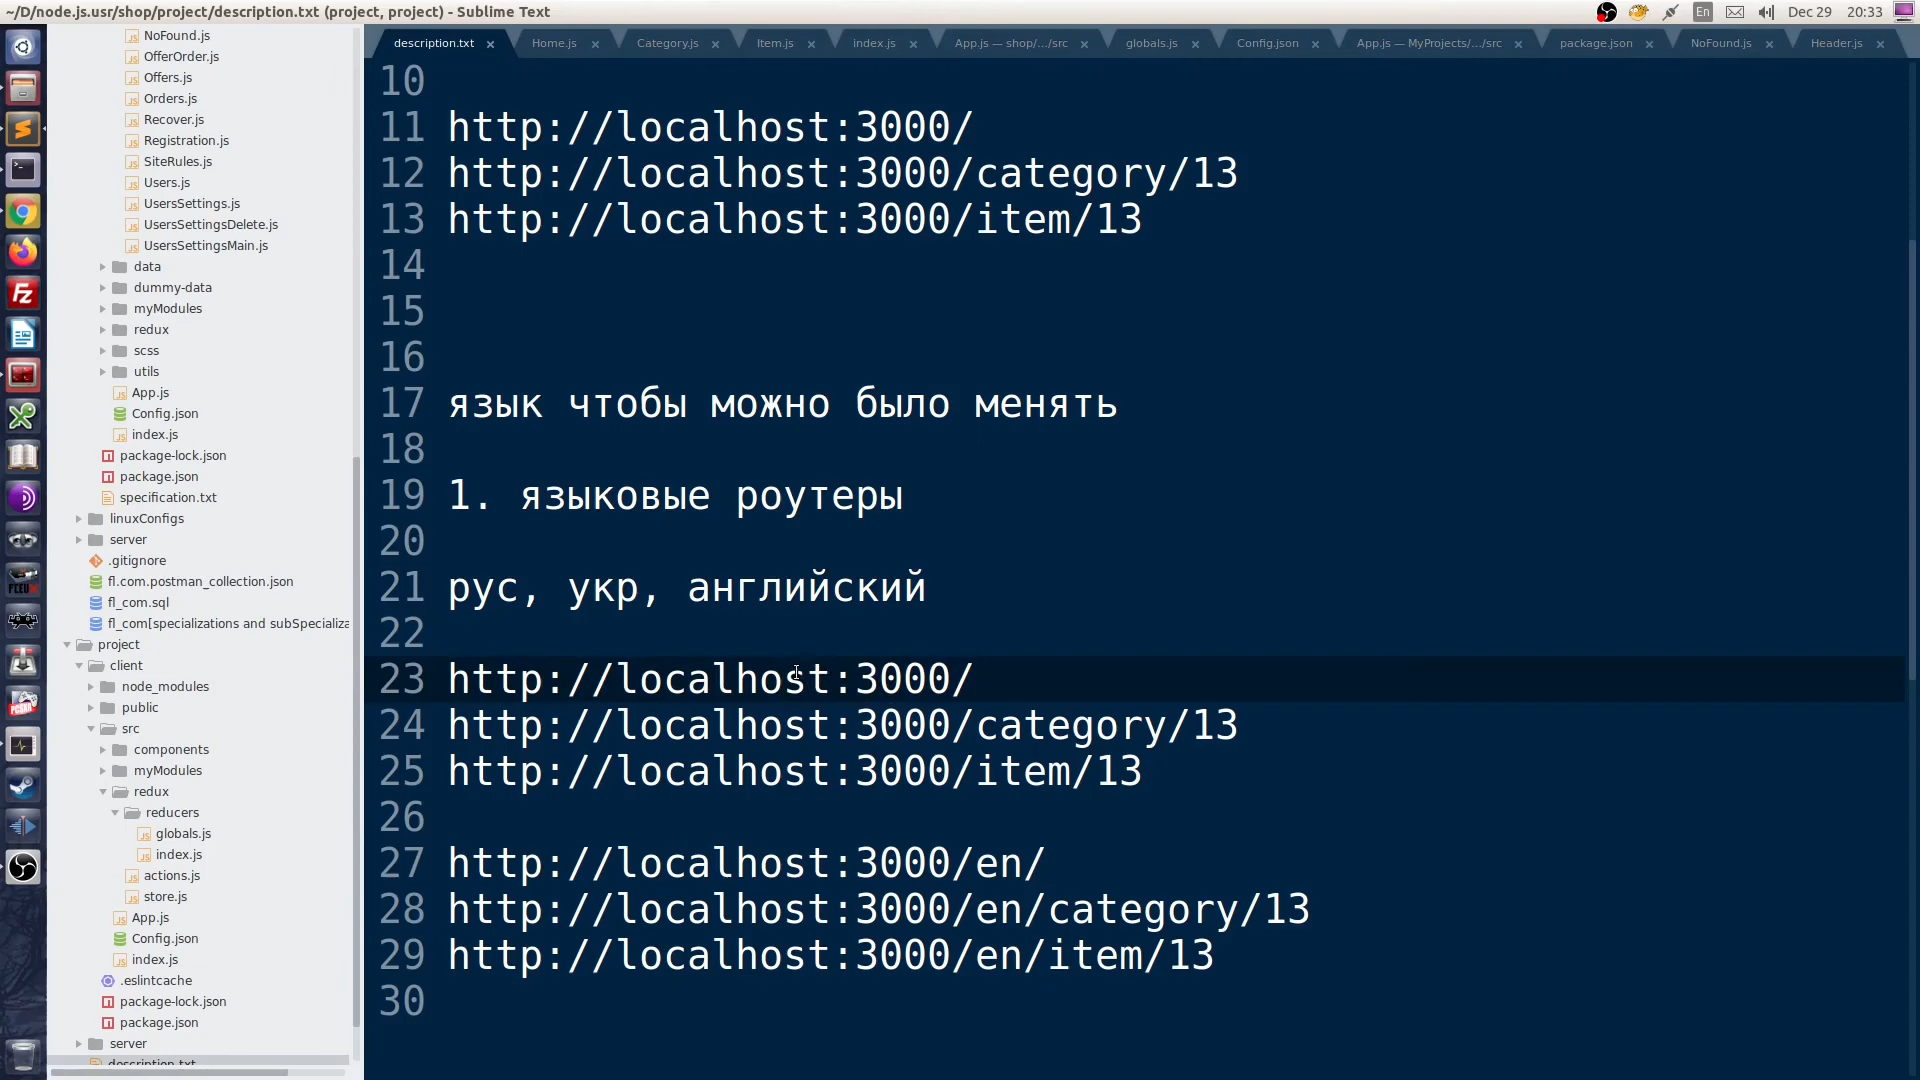 ~/D/node.js.usr/shop/project/description.txt (project, project) - Sublime Text
En
Dec 29
20:33
NoFound.js
OfferOrder.js
Offers.js
Orders.js
Recover.js
Registration.js
SiteRules.js
Users.js
UsersSettings.js
UsersSettingsDelete.js
UsersSettingsMain.js
data
dummy-data
myModules
redux
scss
utils
App.js
Config.json
index.js
package-lock.json
package.json
specification.txt
linuxConfigs
server
.gitignore
fl.com.postman_collection.json
fl_com.sql
fl_com[specializations and subSpecializa
project
client
node_modules
public
src
components
myModules
redux
reducers
globals.js
index.js
actions.js
store.js
App.js
Config.json
index.js
.eslintcache
package-lock.json
package.json
server
description.txt
description.txt
Home.js
Category.js
Item.js
index.js
App.js — shop/.../src
globals.js
Config.json
App.js — MyProjects/.../src
package.json
NoFound.js
Header.js
10
11 http://localhost:3000/
12 http://localhost:3000/category/13
13 http://localhost:3000/item/13
14
15
16
17 язык чтобы можно было менять
18
19 1. языковые роутеры
20
21 рус, укр, английский
22
23 http://localhost:3000/
24 http://localhost:3000/category/13
25 http://localhost:3000/item/13
26
27 http://localhost:3000/en/
28 http://localhost:3000/en/category/13
29 http://localhost:3000/en/item/13
30